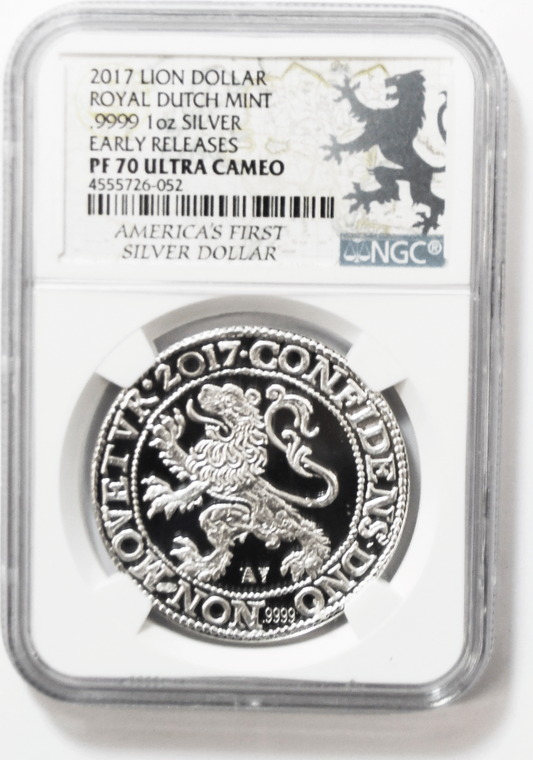 2017 LION DOLLAR
ROYAL DUTCH MINT
.9999 1oz SILVER
EARLY RELEASES
PF 70 ULTRA CAMEO
4555726-052
AMERICA'S FIRST
SILVER DOLLAR
NGC®
·2017·CONFIDENS·DNO·NON·MOVETVR·
AV
.9999